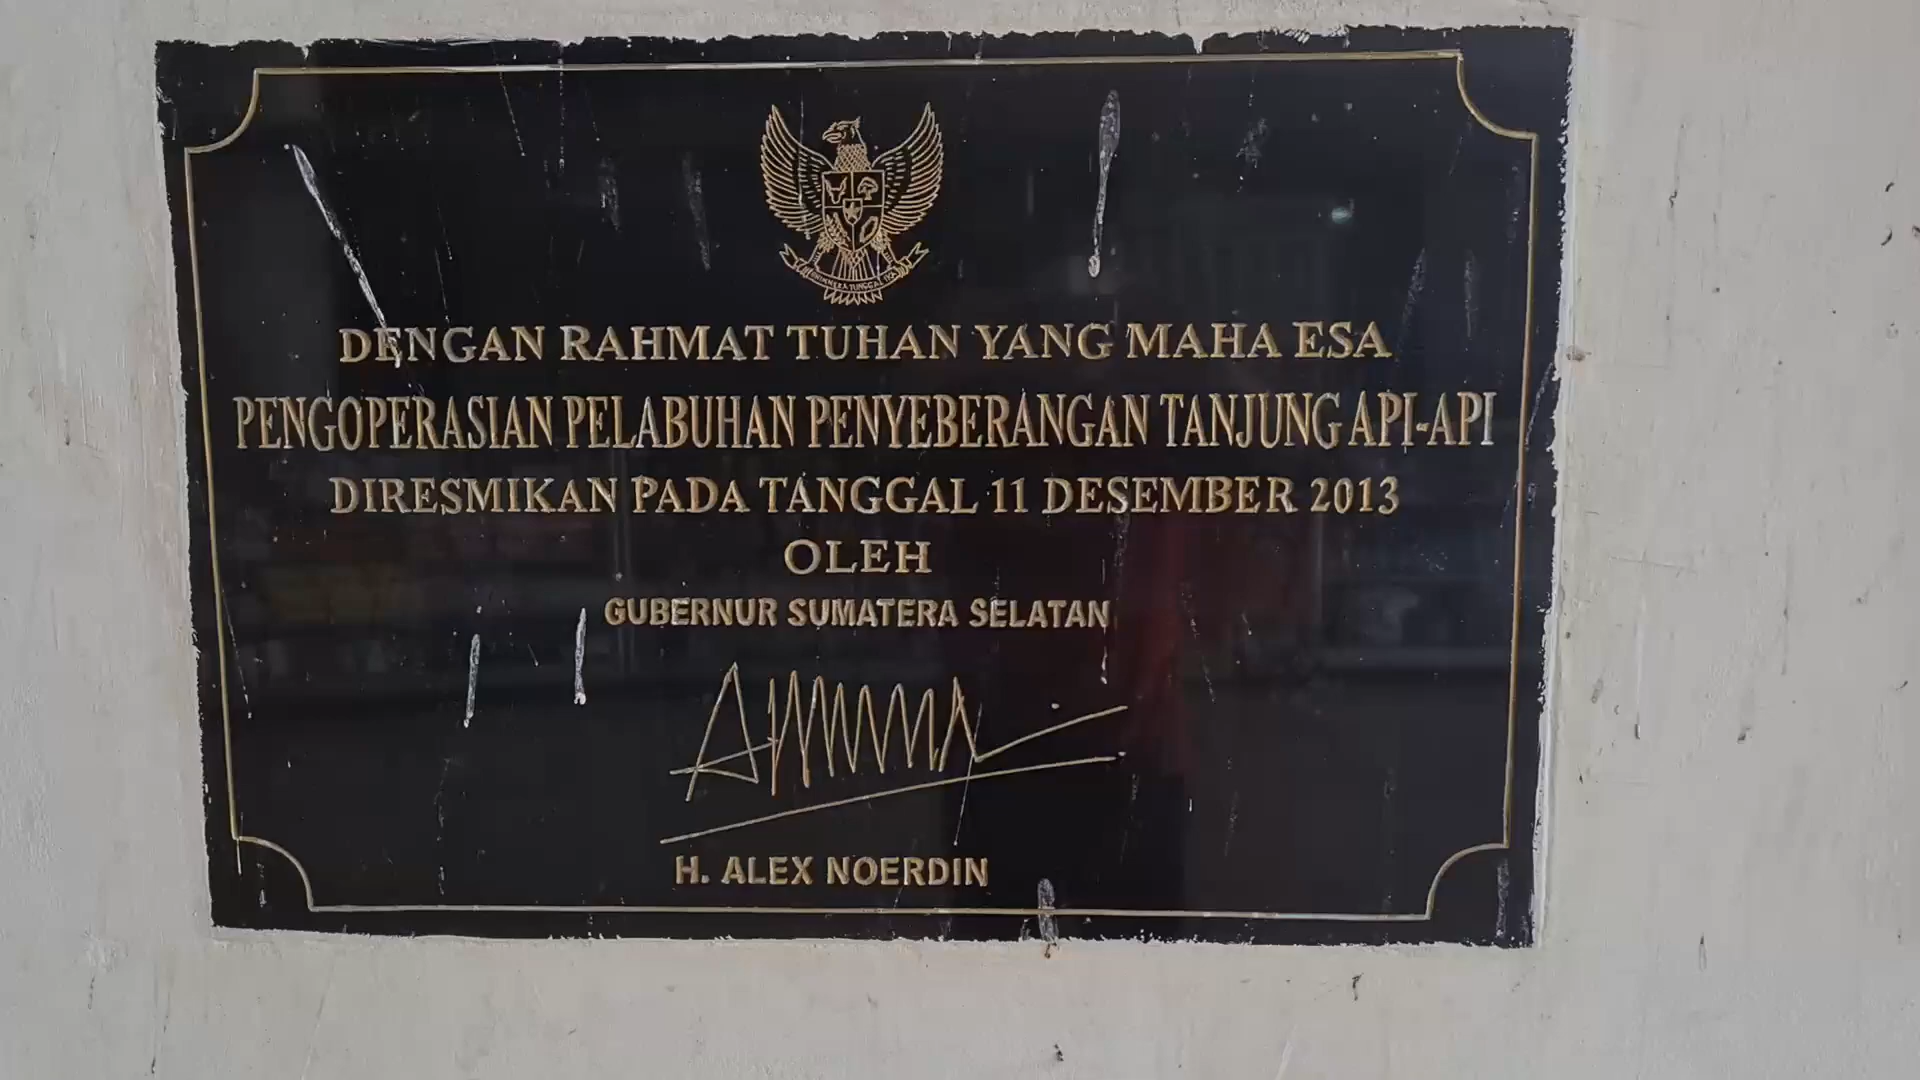 DENGAN RAHMAT TUHAN YANG MAHA ESA
PENGOPERASIAN PELABUHAN PENYEBERANGAN TANJUNG API-API
DIRESMIKAN PADA TANGGAL 11 DESEMBER 2013
OLEH
GUBERNUR SUMATERA SELATAN
H. ALEX NOERDIN